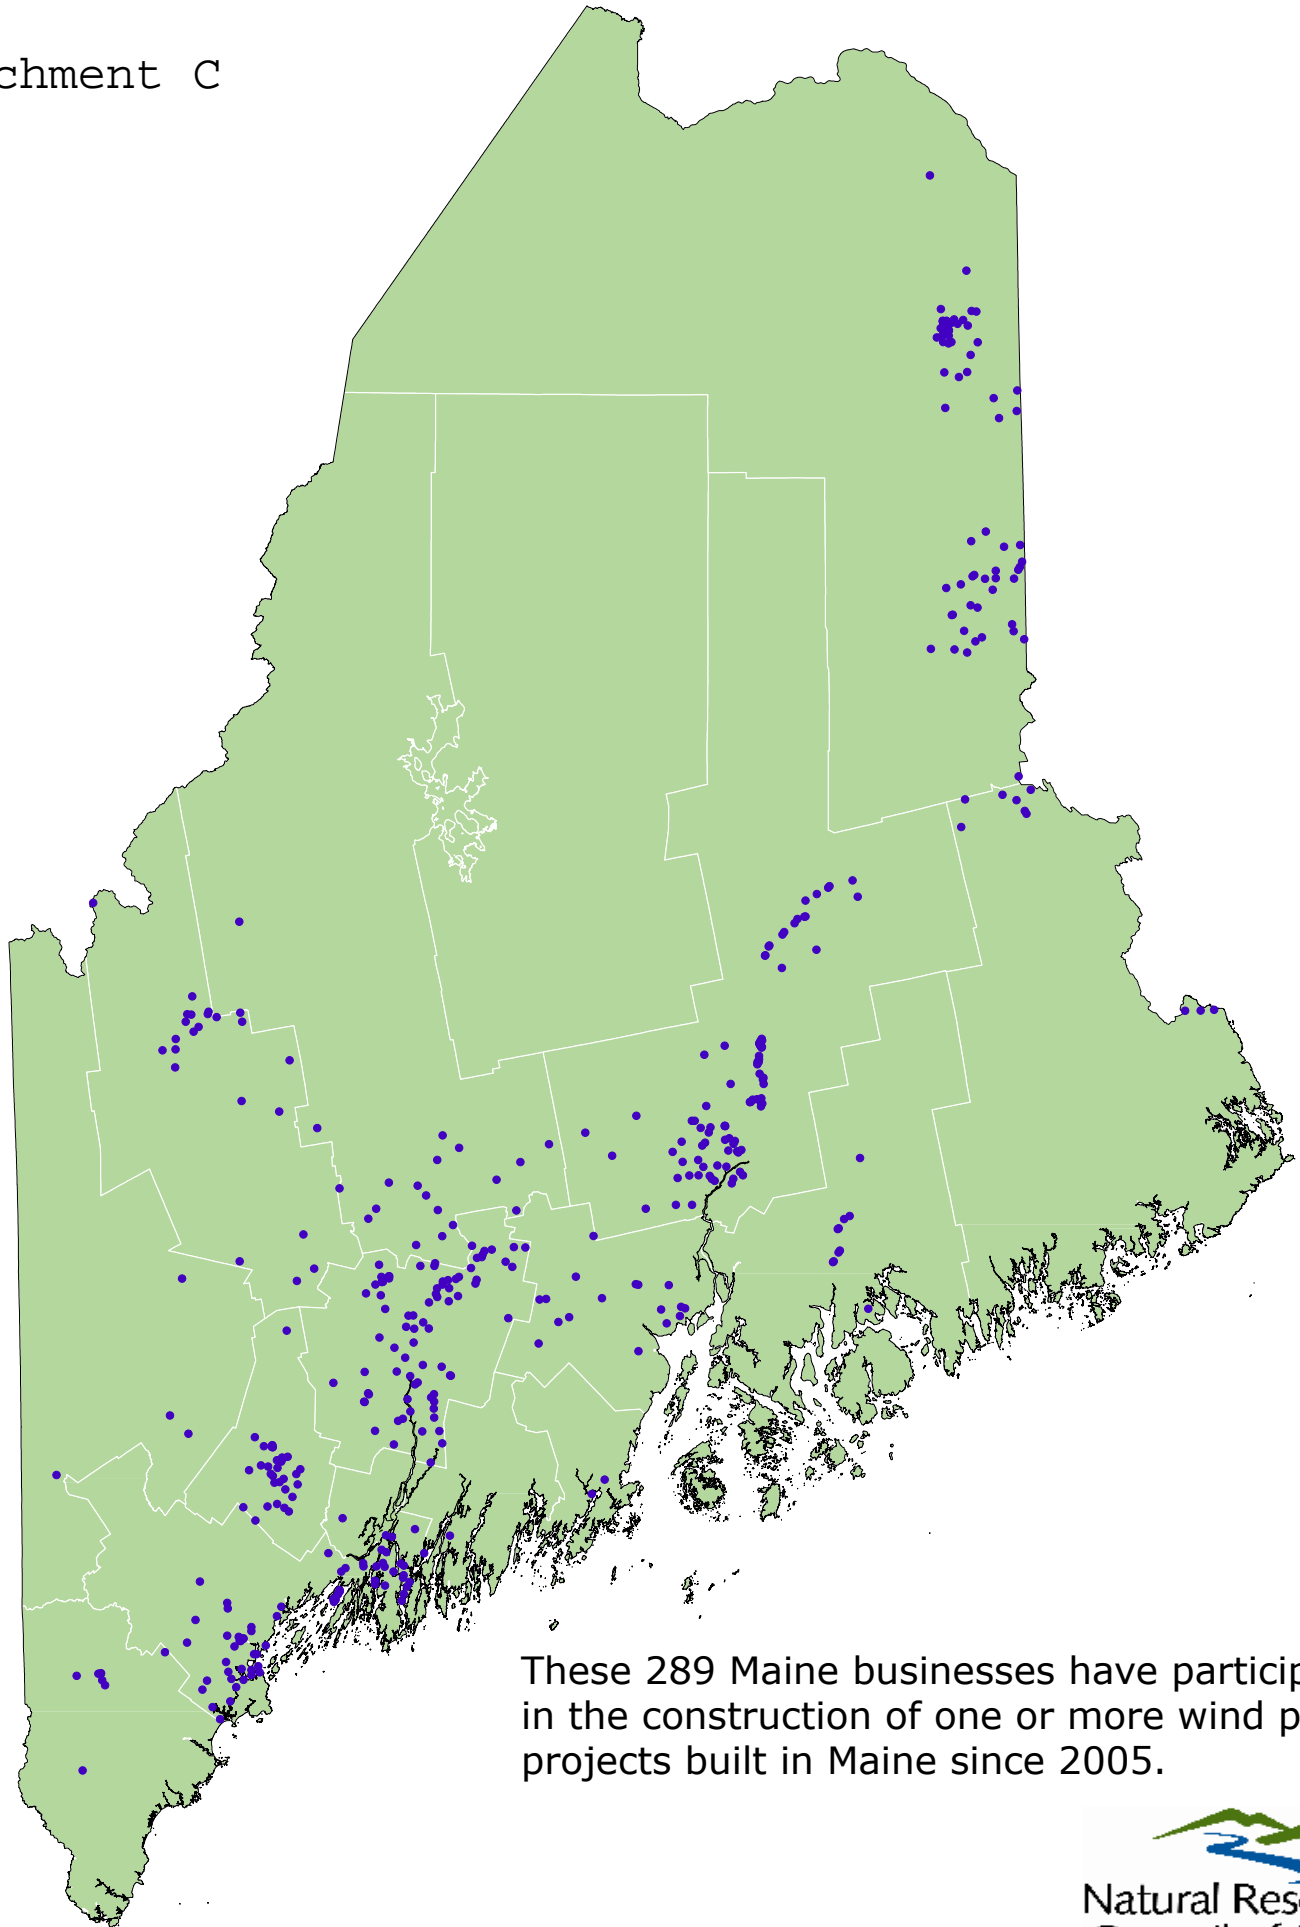 chment C
These 289 Maine businesses have particip
in the construction of one or more wind p
projects built in Maine since 2005.
Natural Res